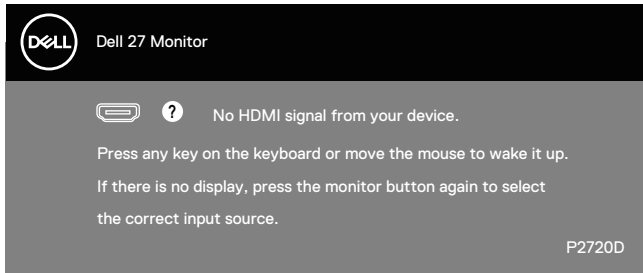 DELL
Dell 27 Monitor
? No HDMI signal from your device.
Press any key on the keyboard or move the mouse to wake it up.
If there is no display, press the monitor button again to select
the correct input source.
P2720D